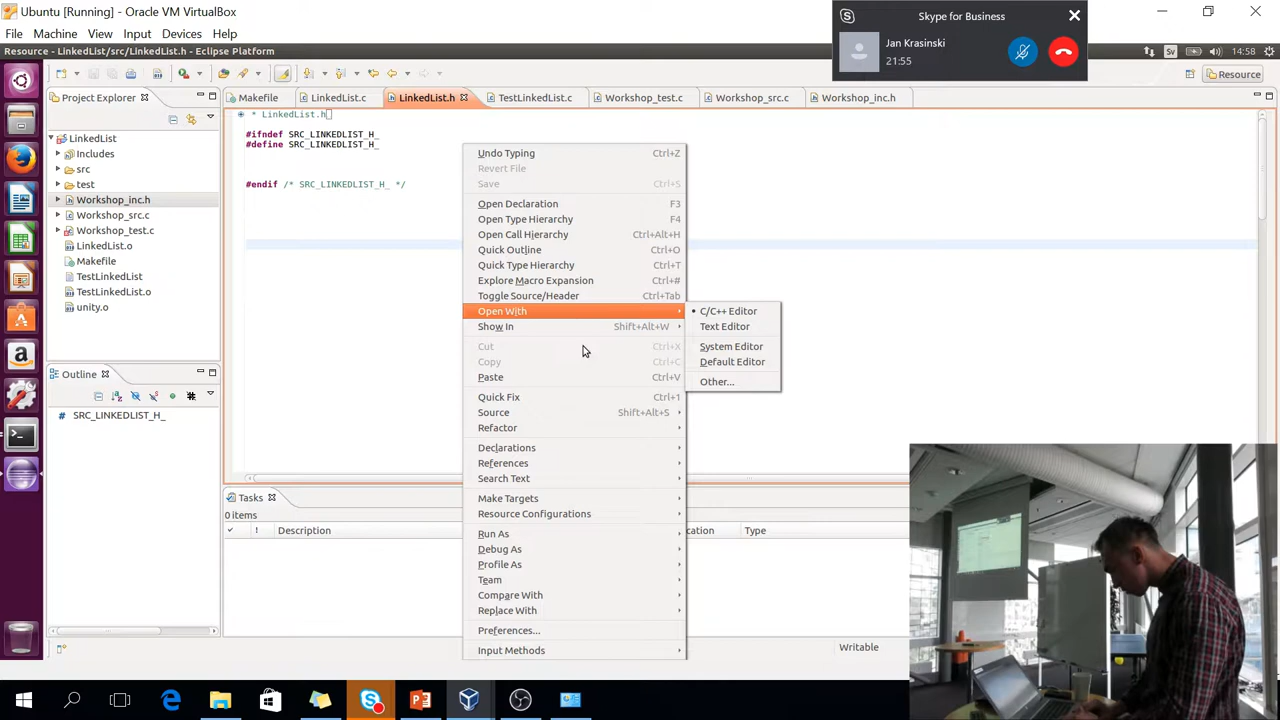 Ubuntu [Running] - Oracle VM VirtualBox
File Machine View Input Devices Help
Skype for Business
Jan Krasinski
21:55
Resource - LinkedList/src/LinkedList.h - Eclipse Platform
Sv 14:58
Resource
Project Explorer
Makefile LinkedList.c LinkedList.h TestLinkedList.c Workshop_test.c Workshop_src.c Workshop_inc.h
* LinkedList.h
#ifndef SRC_LINKEDLIST_H_
#define SRC_LINKEDLIST_H_
#endif /* SRC_LINKEDLIST_H_ */
LinkedList
Includes
src
test
Workshop_inc.h
Workshop_src.c
Workshop_test.c
LinkedList.o
Makefile
TestLinkedList
TestLinkedList.o
unity.o
Outline
# SRC_LINKEDLIST_H_
Undo Typing Ctrl+Z
Revert File
Save Ctrl+S
Open Declaration F3
Open Type Hierarchy F4
Open Call Hierarchy Ctrl+Alt+H
Quick Outline Ctrl+O
Quick Type Hierarchy Ctrl+T
Explore Macro Expansion Ctrl+#
Toggle Source/Header Ctrl+Tab
Open With
Show In Shift+Alt+W
Cut Ctrl+X
Copy Ctrl+C
Paste Ctrl+V
Quick Fix Ctrl+1
Source Shift+Alt+S
Refactor
Declarations
References
Search Text
Make Targets
Resource Configurations
Run As
Debug As
Profile As
Team
Compare With
Replace With
Preferences...
Input Methods
C/C++ Editor
Text Editor
System Editor
Default Editor
Other...
Tasks
0 items
! Description
Type
Writable